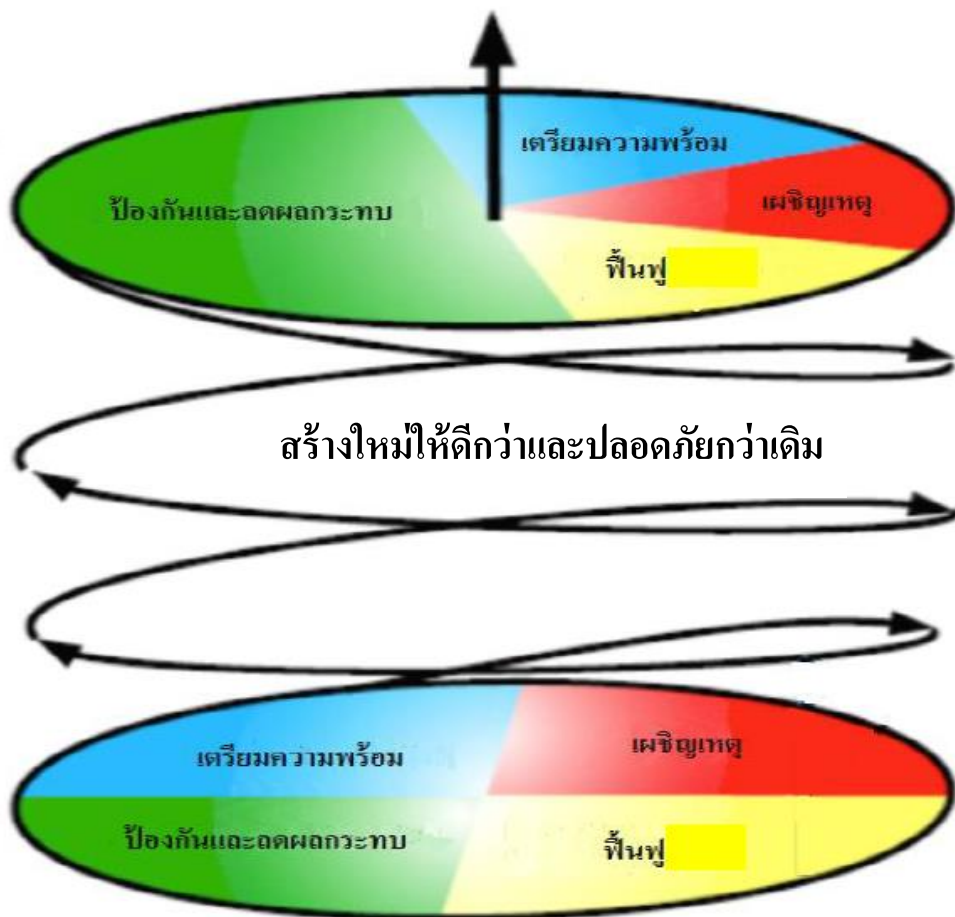 เตรียมความพร้อม
เผชิญเหตุ
ป้องกันและลดผลกระทบ
ฟื้นฟู
สร้างใหม่ให้ดีกว่าและปลอดภัยกว่าเดิม
เตรียมความพร้อม
เผชิญเหตุ
ป้องกันและลดผลกระทบ
ฟื้นฟู